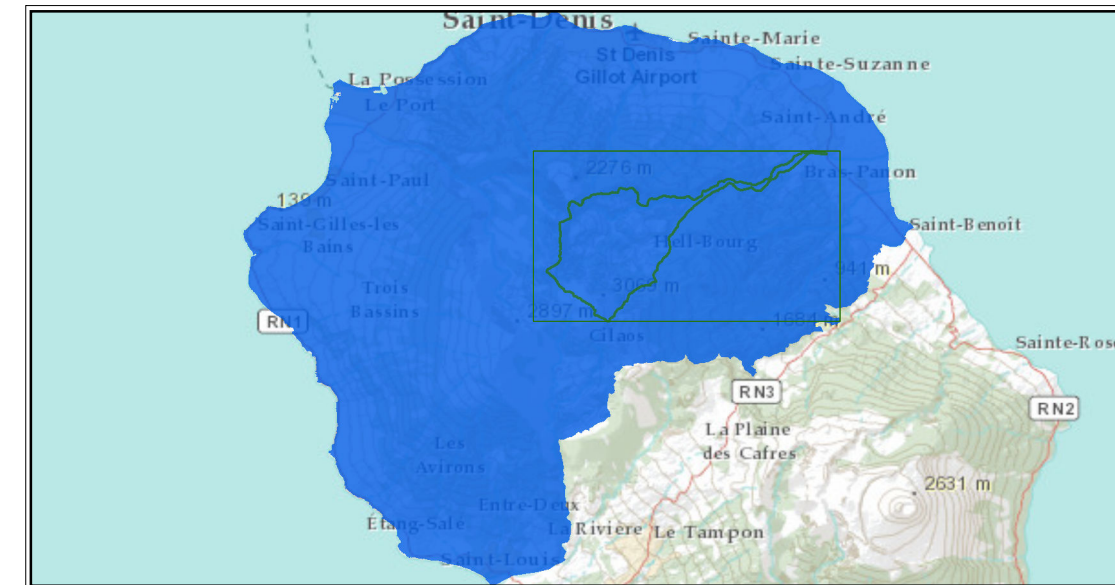 Saint-Denis
Sainte-Marie
St Denis
Gillot Airport
Sainte-Suzanne
La Possession
Le Port
Saint-André
2276 m
Bras-Panon
Saint-Paul
139 m
Saint-Gilles-les
Bains
Saint-Benoît
Hell-Bourg
941 m
3069 m
Trois
Bassins
2897 m
1684 m
RN1
Cilaos
Sainte-Rose
RN3
RN2
La Plaine
des Cafres
Les
Avirons
2631 m
Entre-Deux
Étang-Salé
La Rivière
Le Tampon
Saint-Louis